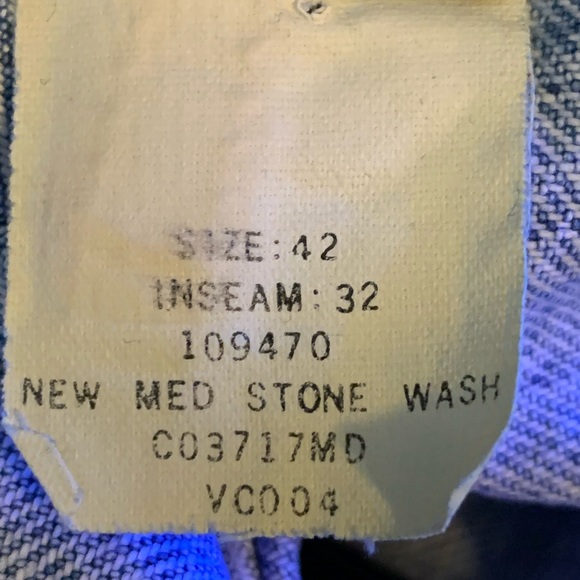 SIZE:42
INSEAM:32
109470
NEW MED STONE WASH
C03717MD
VC004